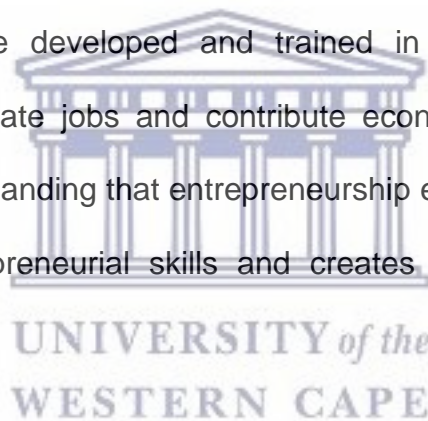 e developed and trained in
ate jobs and contribute econ
anding that entrepreneurship e
preneurial skills and creates
UNIVERSITY of the
WESTERN CAPE